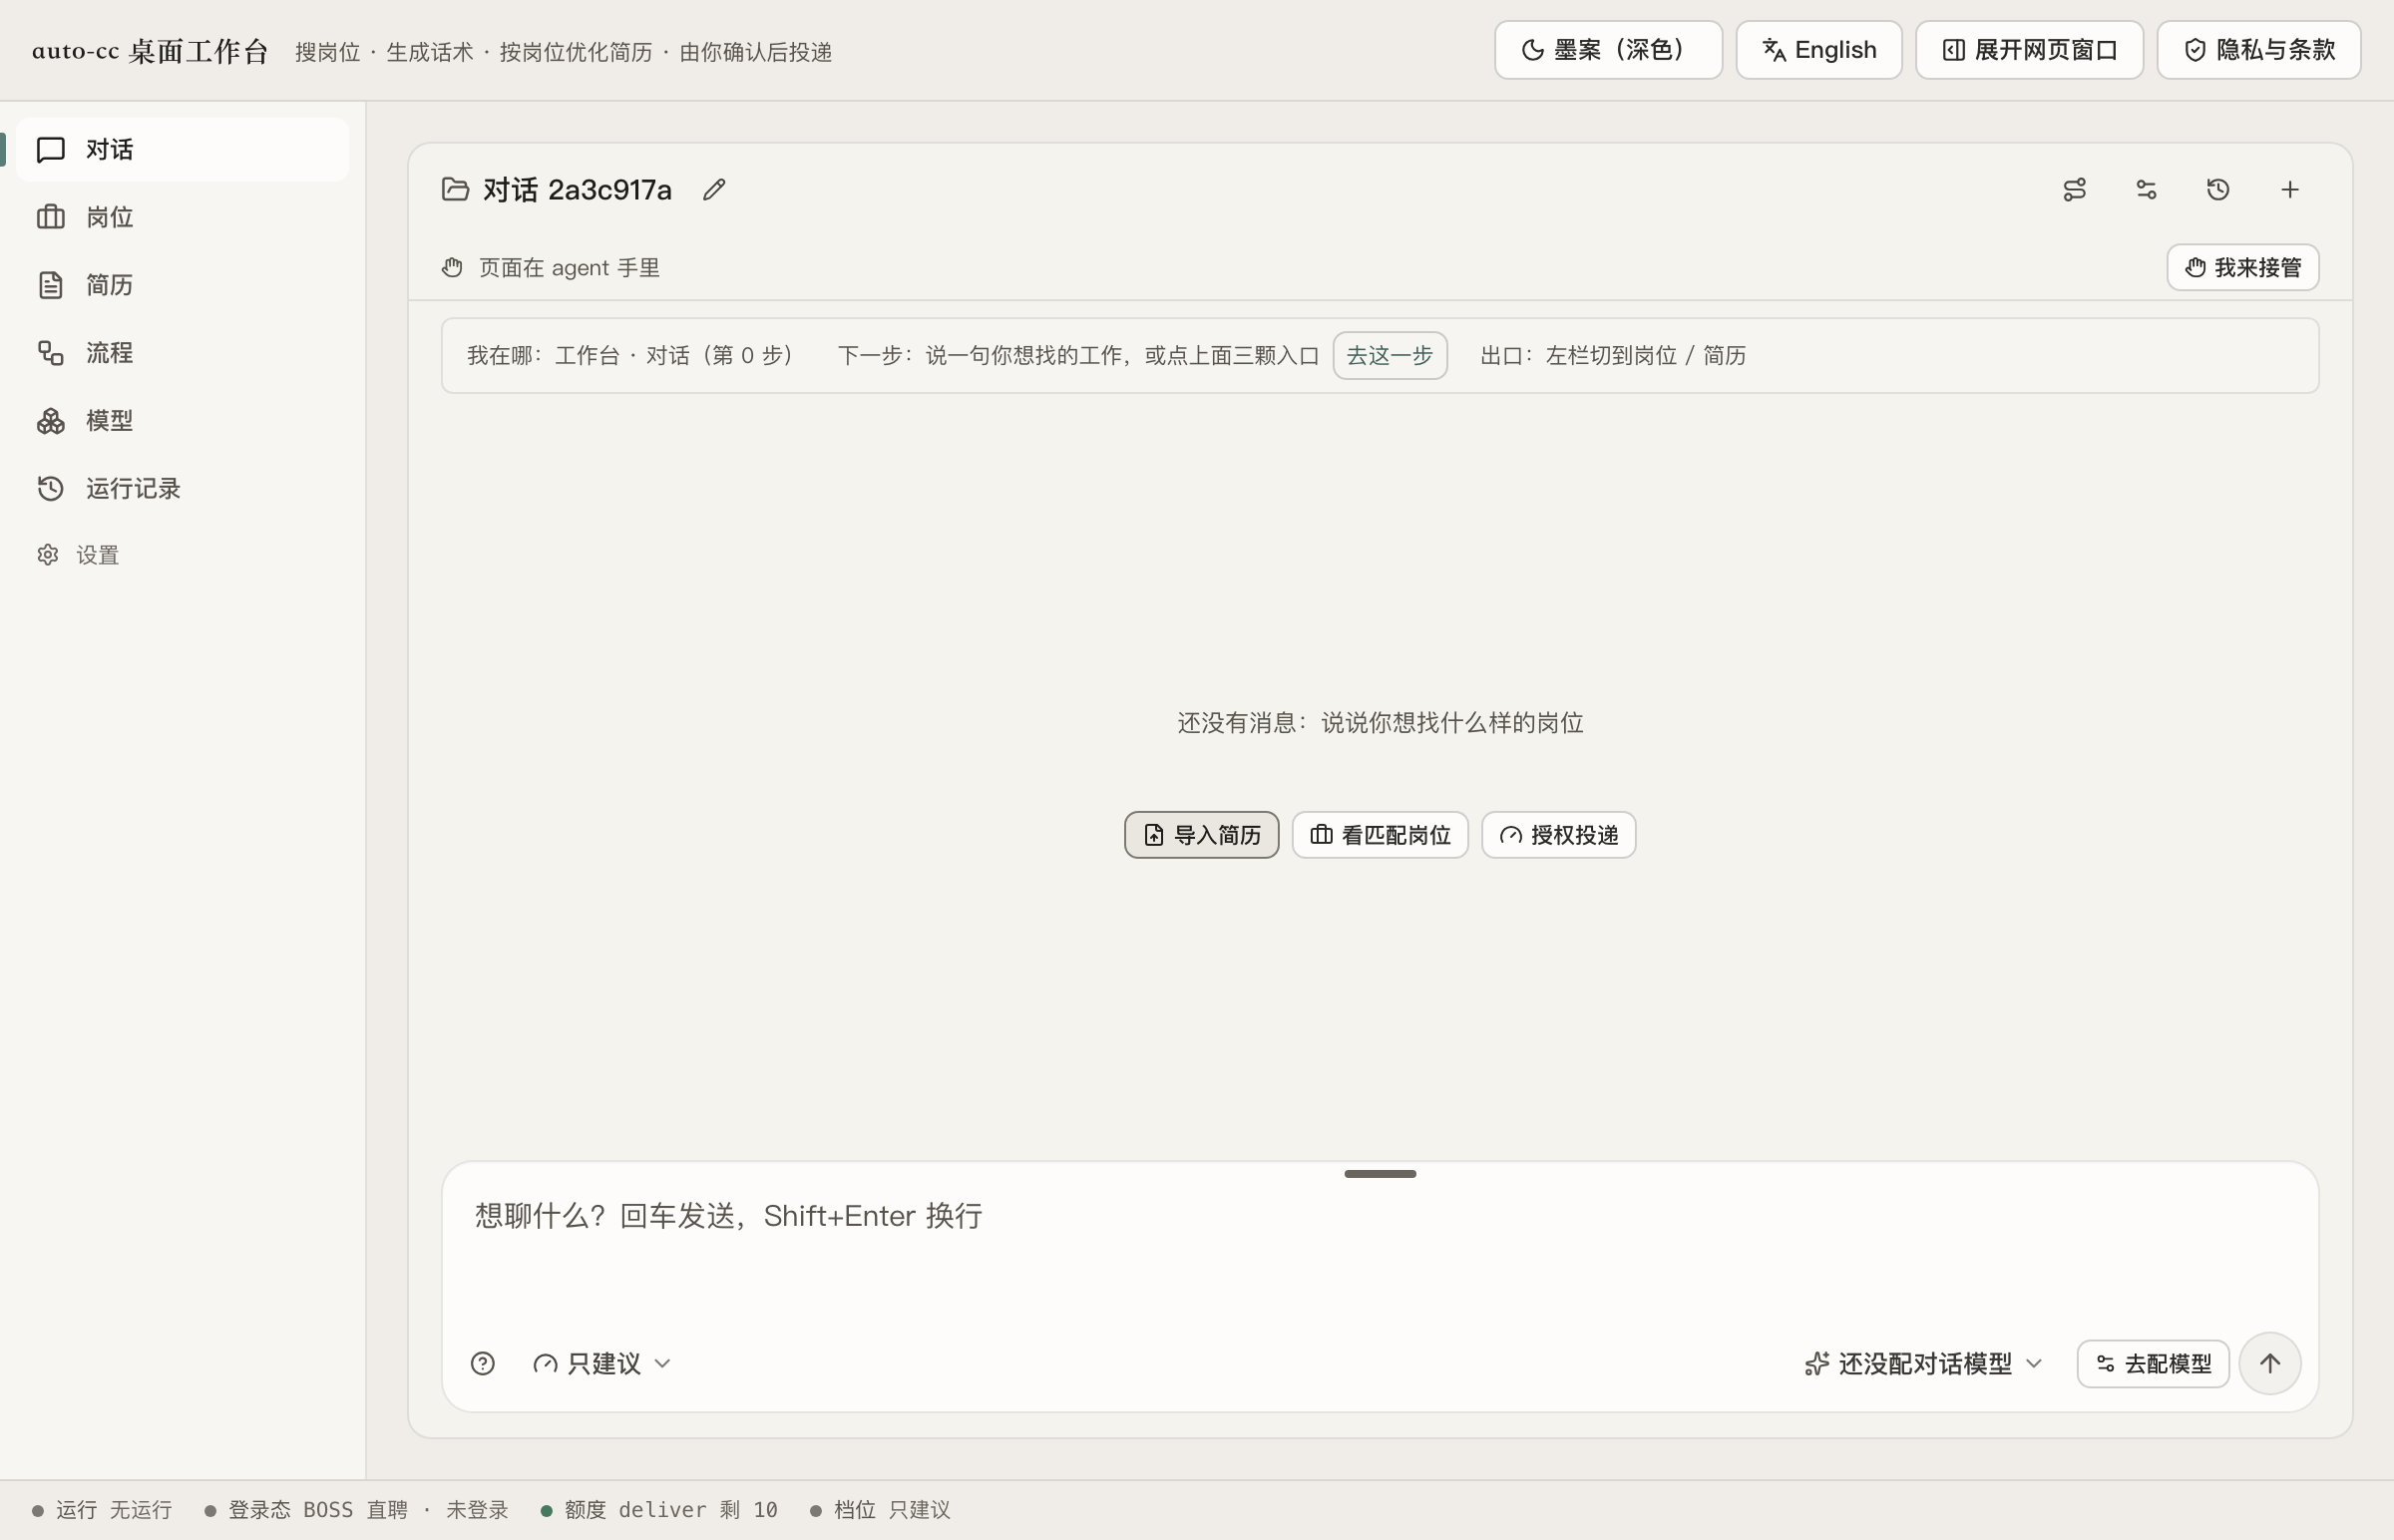 auto-cc 桌面工作台 搜岗位 · 生成话术 · 按岗位优化简历 · 由你确认后投递 墨案（深色） English 展开网页窗口 隐私与条款
对话
岗位
简历
流程
模型
运行记录
设置
对话 2a3c917a
页面在 agent 手里 我来接管
我在哪：工作台 · 对话（第 0 步） 下一步：说一句你想找的工作，或点上面三颗入口 去这一步 出口：左栏切到岗位 / 简历
还没有消息：说说你想找什么样的岗位
导入简历 看匹配岗位 授权投递
想聊什么？回车发送，Shift+Enter 换行
只建议 还没配对话模型 去配模型
运行 无运行 登录态 BOSS 直聘 · 未登录 额度 deliver 剩 10 档位 只建议